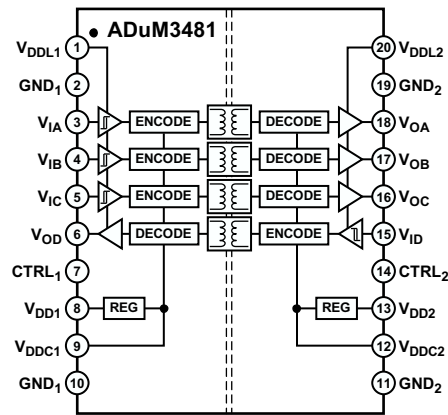 ADuM3481
VDDL1 1 20 VDDL2
GND1 2 19 GND2
VIA 3 ENCODE DECODE 18 VOA
VIB 4 ENCODE DECODE 17 VOB
VIC 5 ENCODE DECODE 16 VOC
VOD 6 DECODE ENCODE 15 VID
CTRL1 7 14 CTRL2
VDD1 8 REG REG 13 VDD2
VDDC1 9 12 VDDC2
GND1 10 11 GND2